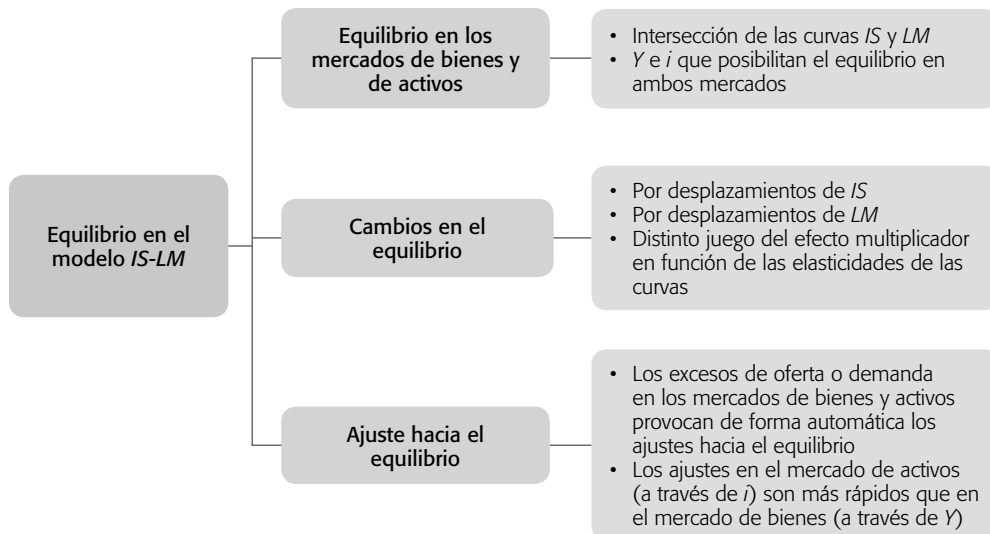 Equilibrio en el
modelo IS-LM
Equilibrio en los
mercados de bienes y
de activos
• Intersección de las curvas IS y LM
• Y e i que posibilitan el equilibrio en
ambos mercados
Cambios en el
equilibrio
• Por desplazamientos de IS
• Por desplazamientos de LM
• Distinto juego del efecto multiplicador
en función de las elasticidades de las
curvas
Ajuste hacia el
equilibrio
• Los excesos de oferta o demanda
en los mercados de bienes y activos
provocan de forma automática los
ajustes hacia el equilibrio
• Los ajustes en el mercado de activos
(a través de i) son más rápidos que en
el mercado de bienes (a través de Y)